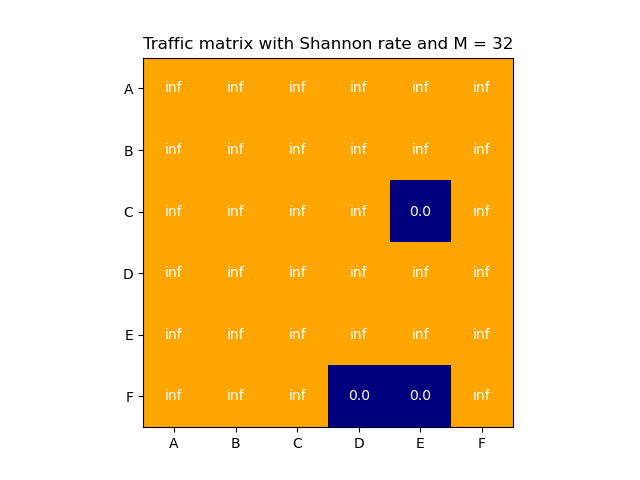 Traffic matrix with Shannon rate and M = 32
A inf inf inf inf inf inf
B inf inf inf inf inf inf
C inf inf inf inf 0.0 inf
D inf inf inf inf inf inf
E inf inf inf inf inf inf
F inf inf inf 0.0 0.0 inf
A B C D E F